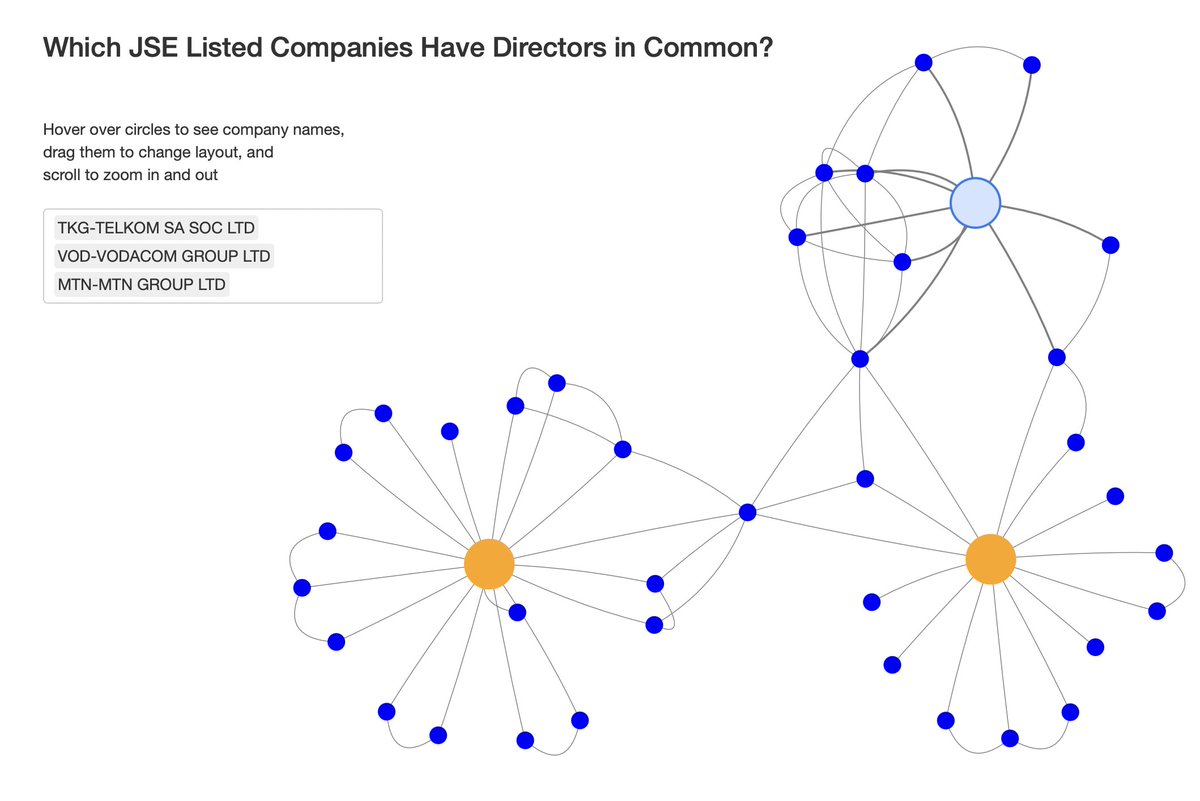 Which JSE Listed Companies Have Directors in Common?
Hover over circles to see company names,
drag them to change layout, and
scroll to zoom in and out
TKG-TELKOM SA SOC LTD
VOD-VODACOM GROUP LTD
MTN-MTN GROUP LTD